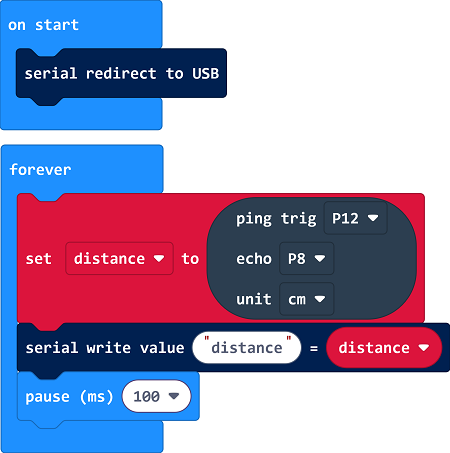 on start
serial redirect to USB
forever
ping trig P12
set distance to echo P8
unit cm
serial write value "distance" = distance
pause (ms) 100